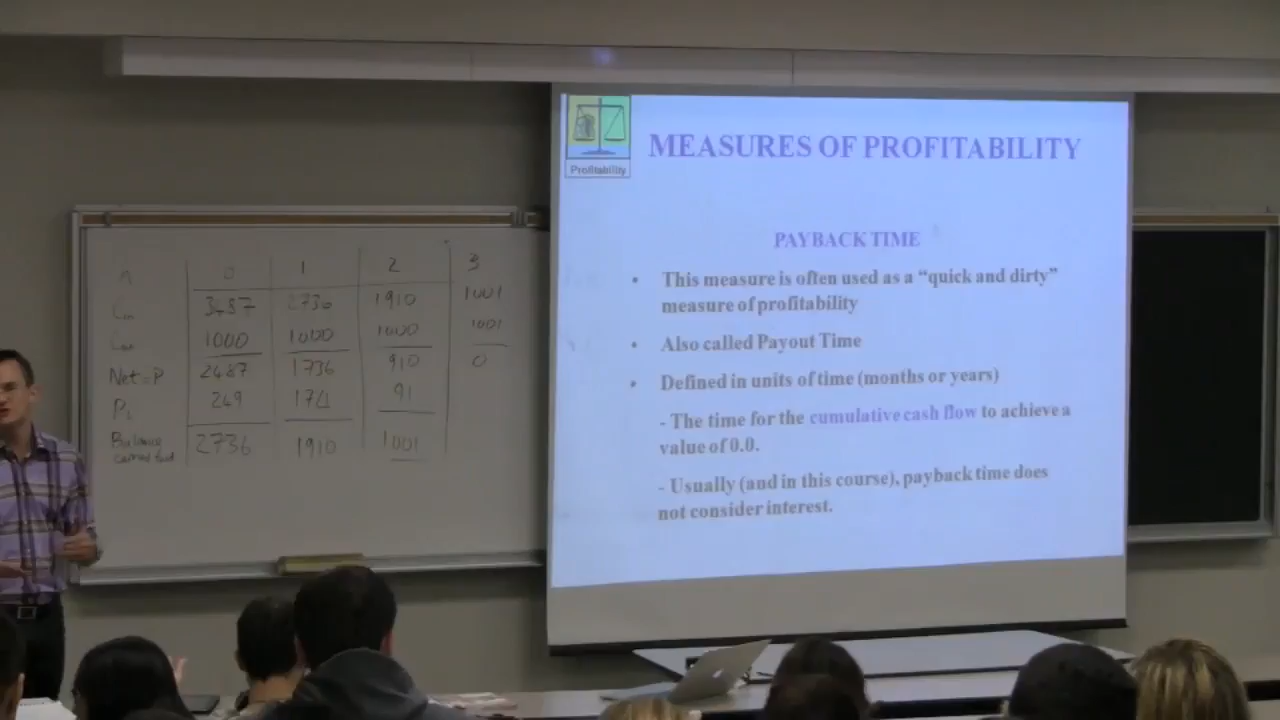 Profitability
MEASURES OF PROFITABILITY
PAYBACK TIME
• This measure is often used as a “quick and dirty”
measure of profitability
• Also called Payout Time
• Defined in units of time (months or years)
- The time for the cumulative cash flow to achieve a
value of 0.0.
- Usually (and in this course), payback time does
not consider interest.
n 0 1 2 3
3487 2736 1910 1001
1000 1000 1000 1001
Net=P 2487 1736 910 0
249 174 91
Balance
2736 1910 1001